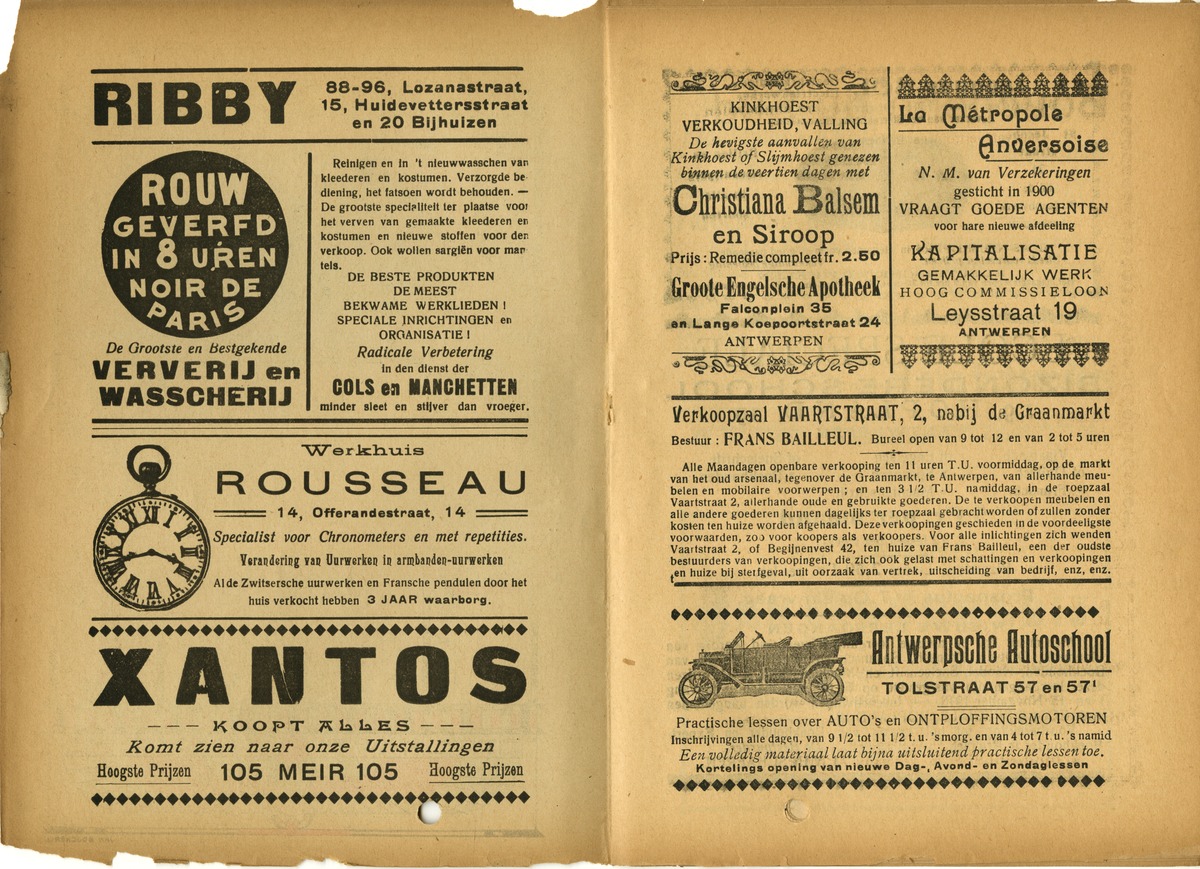 RIBBY
88-96, Lozanastraat,
15, Huidevettersstraat
en 20 Bijhuizen
ROUW
GEVERFD
IN 8 UREN
NOIR DE
PARIS
De Grootste en Bestgekende
VERVERIJ en
WASSCHERIJ
Reinigen en in 't nieuwwasschen van
kleederen en kostumen. Verzorgde be-
diening, het fatsoen wordt behouden. —
De grootste specialiteit ter plaatse voor
het verven van gemaakte kleederen en
kostumen en nieuwe stoffen voor den
verkoop. Ook wollen sargiën voor man
tels.
DE BESTE PRODUKTEN
DE MEEST
BEKWAME WERKLIEDEN !
SPECIALE INRICHTINGEN en
ORGANISATIE !
Radicale Verbetering
in den dienst der
COLS en MANCHETTEN
minder sleet en stijver dan vroeger.
Werkhuis
ROUSSEAU
14, Offerandestraat, 14
Specialist voor Chronometers en met repetities.
Verandering van Uurwerken in armbanden-uurwerken
Al de Zwitsersche uurwerken en Fransche pendulen door het
huis verkocht hebben 3 JAAR waarborg.
XANTOS
--- KOOPT ALLES ---
Komt zien naar onze Uitstallingen
Hoogste Prijzen 105 MEIR 105 Hoogste Prijzen
KINKHOEST
VERKOUDHEID, VALLING
De hevigste aanvallen van
Kinkhoest of Slijmhoest genezen
binnen de veertien dagen met
Christiana Balsem
en Siroop
Prijs : Remedie compleet fr. 2.50
Groote Engelsche Apotheek
Falconplein 35
en Lange Koepoortstraat 24
ANTWERPEN
La Métropole
Anversoise
N. M. van Verzekeringen
gesticht in 1900
VRAAGT GOEDE AGENTEN
voor hare nieuwe afdeeling
KAPITALISATIE
GEMAKKELIJK WERK
HOOG COMMISSIELOON
Leysstraat 19
ANTWERPEN
Verkoopzaal VAARTSTRAAT, 2, nabij de Graanmarkt
Bestuur : FRANS BAILLEUL. Bureel open van 9 tot 12 en van 2 tot 5 uren
Alle Maandagen openbare verkooping ten 11 uren T.U. voormiddag, op de markt
van het oud arsenaal, tegenover de Graanmarkt, te Antwerpen, van allerhande meu-
belen en mobilaire voorwerpen ; en ten 3 1/2 T.U. namiddag, in de roepzaal
Vaartstraat 2, allerhande oude en gebruikte goederen. De te verkoopen meubelen en
alle andere goederen kunnen dagelijks ter roepzaal gebracht worden of zullen zonder
kosten ten huize worden afgehaald. Deze verkoopingen geschieden in de voordeeligste
voorwaarden, zoo voor koopers als verkoopers. Voor alle inlichtingen zich wenden
Vaartstraat 2, of Begijnenvest 42, ten huize van Frans Bailleul, een der oudste
bestuurders van verkoopingen, die zich ook gelast met schattingen en verkoopingen
ten huize bij sterfgeval, uit oorzaak van vertrek, uitscheiding van bedrijf, enz, enz.
Antwerpsche Autoschool
TOLSTRAAT 57 en 57¹
Practische lessen over AUTO's en ONTPLOFFINGSMOTOREN
Inschrijvingen alle dagen, van 9 1/2 tot 11 1/2 t. u. 's morg. en van 4 tot 7 t. u. 's namid
Een volledig materiaal laat bijna uitsluitend practische lessen toe.
Kortelings opening van nieuwe Dag-, Avond- en Zondaglessen